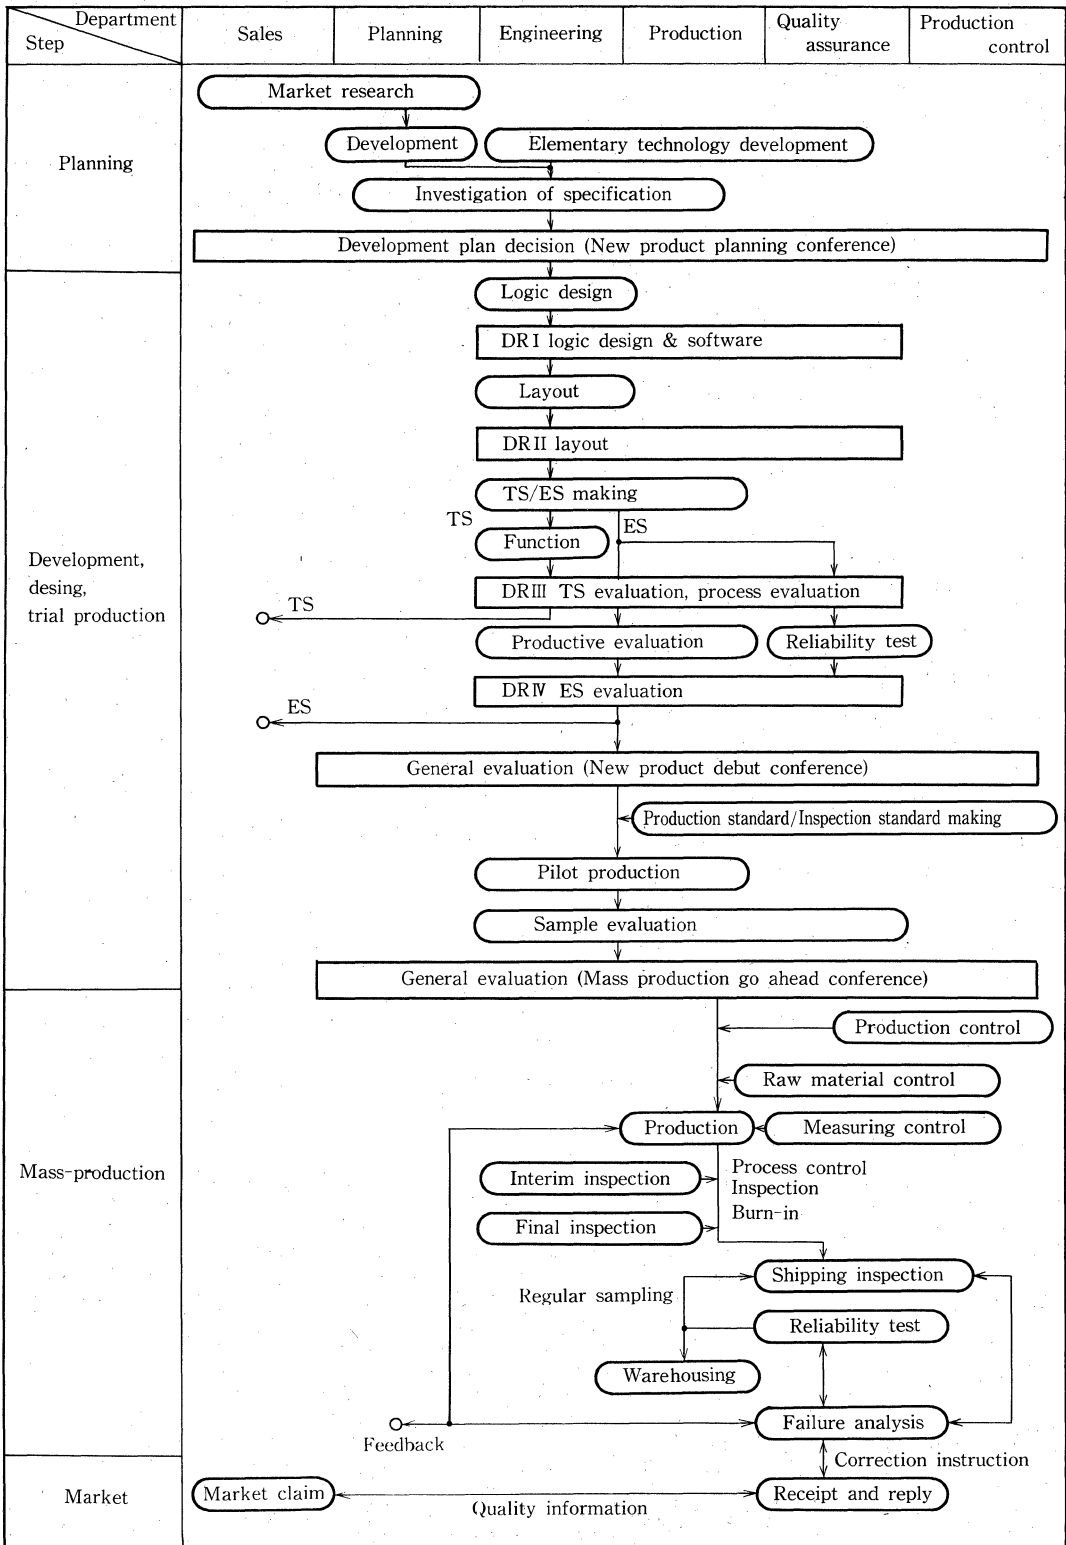 Department
Step
Sales
Planning
Engineering
Production
Quality
assurance
Production
control
Planning
Market research
Development
Elementary technology development
Investigation of specification
Development plan decision (New product planning conference)
Development,
desing,
trial production
Logic design
DR I logic design & software
Layout
DR II layout
TS/ES making
TS
ES
Function
DR III TS evaluation, process evaluation
TS
Productive evaluation
Reliability test
DR IV ES evaluation
ES
General evaluation (New product debut conference)
Production standard/Inspection standard making
Pilot production
Sample evaluation
General evaluation (Mass production go ahead conference)
Mass-production
Production control
Raw material control
Production
Measuring control
Interim inspection
Process control
Inspection
Burn-in
Final inspection
Shipping inspection
Regular sampling
Reliability test
Warehousing
Failure analysis
Feedback
Correction instruction
Market
Market claim
Quality information
Receipt and reply